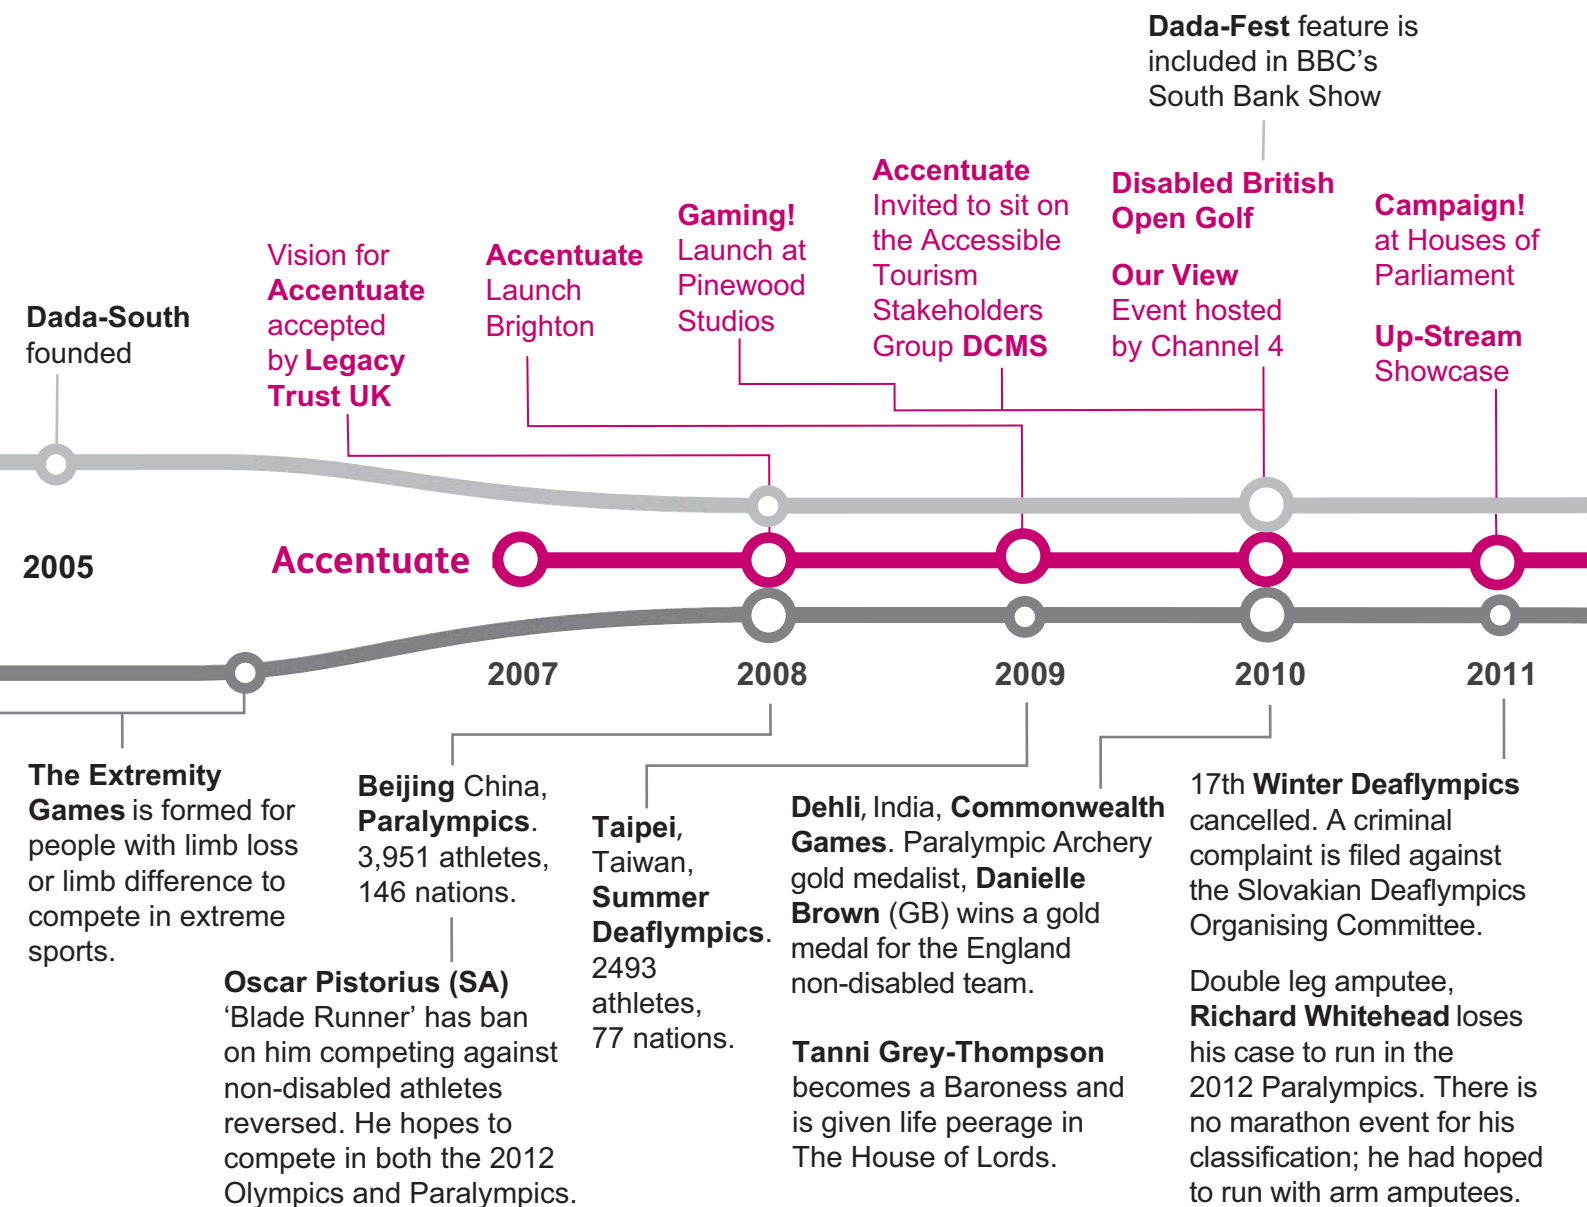 Dada-Fest feature is
included in BBC's
South Bank Show
Accentuate
Invited to sit on
the Accessible
Tourism
Stakeholders
Group DCMS
Disabled British
Open Golf
Our View
Event hosted
by Channel 4
Campaign!
at Houses of
Parliament
Up-Stream
Showcase
Gaming!
Launch at
Pinewood
Studios
Vision for
Accentuate
accepted
by Legacy
Trust UK
Accentuate
Launch
Brighton
Dada-South
founded
2005
Accentuate
2007
2008
2009
2010
2011
The Extremity
Games is formed for
people with limb loss
or limb difference to
compete in extreme
sports.
Beijing China,
Paralympics.
3,951 athletes,
146 nations.
Oscar Pistorius (SA)
‘Blade Runner’ has ban
on him competing against
non-disabled athletes
reversed. He hopes to
compete in both the 2012
Olympics and Paralympics.
Taipei,
Taiwan,
Summer
Deaflympics.
2493
athletes,
77 nations.
Dehli, India, Commonwealth
Games. Paralympic Archery
gold medalist, Danielle
Brown (GB) wins a gold
medal for the England
non-disabled team.
Tanni Grey-Thompson
becomes a Baroness and
is given life peerage in
The House of Lords.
17th Winter Deaflympics
cancelled. A criminal
complaint is filed against
the Slovakian Deaflympics
Organising Committee.
Double leg amputee,
Richard Whitehead loses
his case to run in the
2012 Paralympics. There is
no marathon event for his
classification; he had hoped
to run with arm amputees.